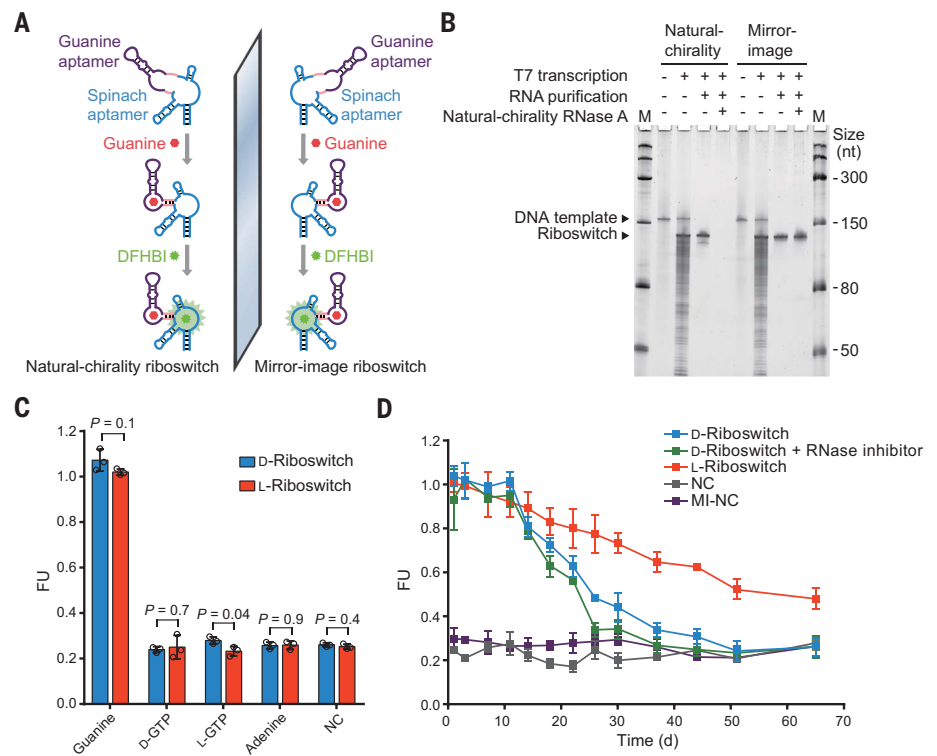 A
Guanine aptamer
Spinach aptamer
Guanine
DFHBI
Natural-chirality riboswitch
Guanine aptamer
Spinach aptamer
Guanine
DFHBI
Mirror-image riboswitch
B
Natural-chirality
Mirror-image
T7 transcription - + + + - + + +
RNA purification + + + +
Natural-chirality RNase A - - - + - - - +
M
M
Size (nt)
DNA template
Riboswitch
300
150
80
50
C
FU
1.2
1.0
0.8
0.6
0.4
0.2
0.0
P = 0.1
P = 0.7
P = 0.04
P = 0.9
P = 0.4
D-Riboswitch
L-Riboswitch
Guanine
D-GTP
L-GTP
Adenine
NC
D
FU
1.2
1.0
0.8
0.6
0.4
0.2
0.0
D-Riboswitch
D-Riboswitch + RNase inhibitor
L-Riboswitch
NC
MI-NC
0 10 20 30 40 50 60 70
Time (d)